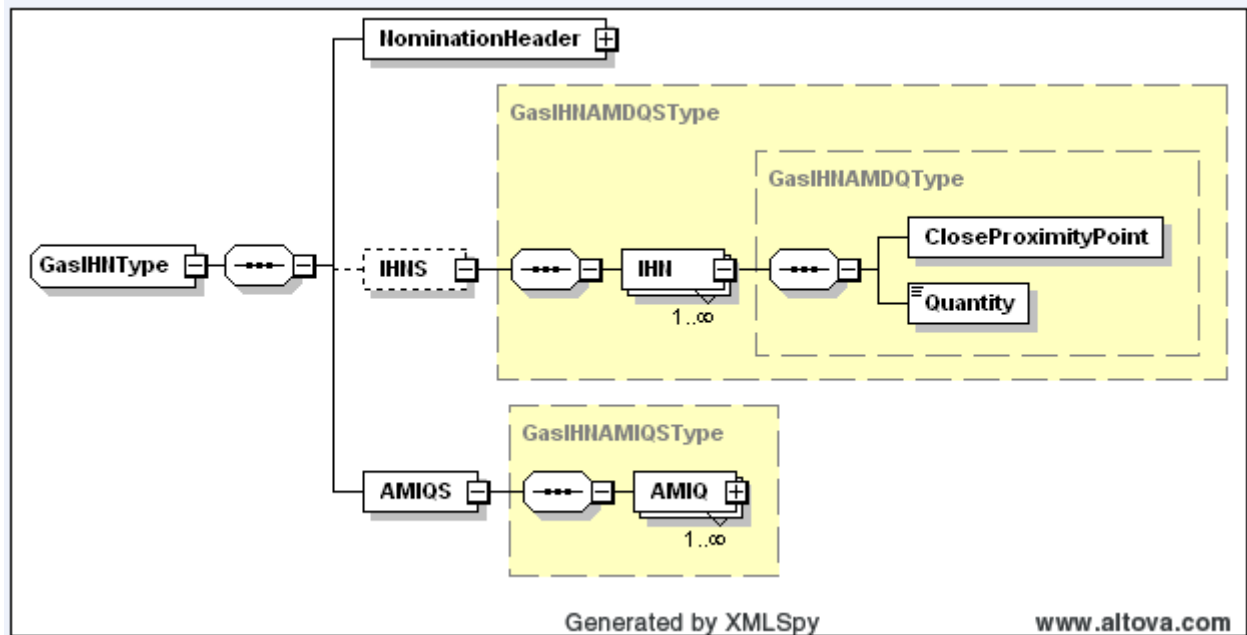 NominationHeader
GasIHNAMDQSType
GasIHNAMDQType
CloseProximityPoint
GasIHNType
IHNS
IHN
1..∞
Quantity
GasIHNAMIQSType
AMIQS
AMIQ
1..∞
Generated by XMLSpy
www.altova.com